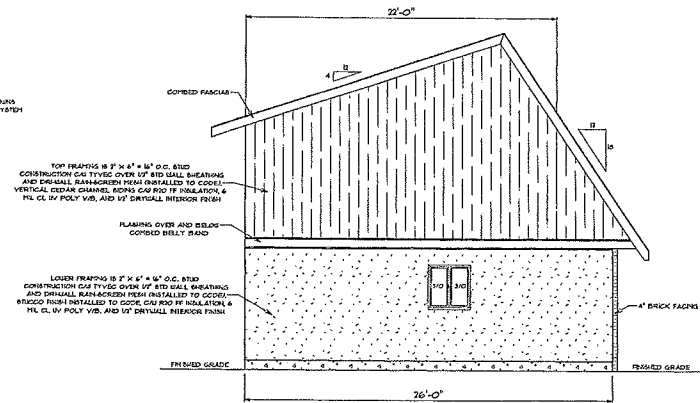 22'-0"
12
4
COMBED FASCIAS
YSTEM
12
TOP FRAMING IS 2" X 6" @ 16" O.C. STUD
CONSTRUCTION C/W TYVEC OVER 1/2" STD WALL SHEATHING
AND DRI-WALL RAIN-SCREEN MESH (INSTALLED TO CODE),
VERTICAL CEDAR CHANNEL SIDING C/W R20 FF INSULATION, 6
MIL CL UV POLY V/B, AND 1/2" DRYWALL INTERIOR FINISH
FLASHING OVER AND BELOW
COMBED BELLY BAND
LOWER FRAMING IS 2" X 6" @ 16" O.C. STUD
CONSTRUCTION C/W TYVEC OVER 1/2" STD WALL SHEATHING
AND DRI-WALL RAIN-SCREEN MESH (INSTALLED TO CODE),
STUCCO FINISH INSTALLED TO CODE, C/W R20 FF INSULATION, 6
MIL CL UV POLY V/B, AND 1/2" DRYWALL INTERIOR FINISH
3/0 3/0
4" BRICK FACING
FINISHED GRADE
FINISHED GRADE
26'-0"